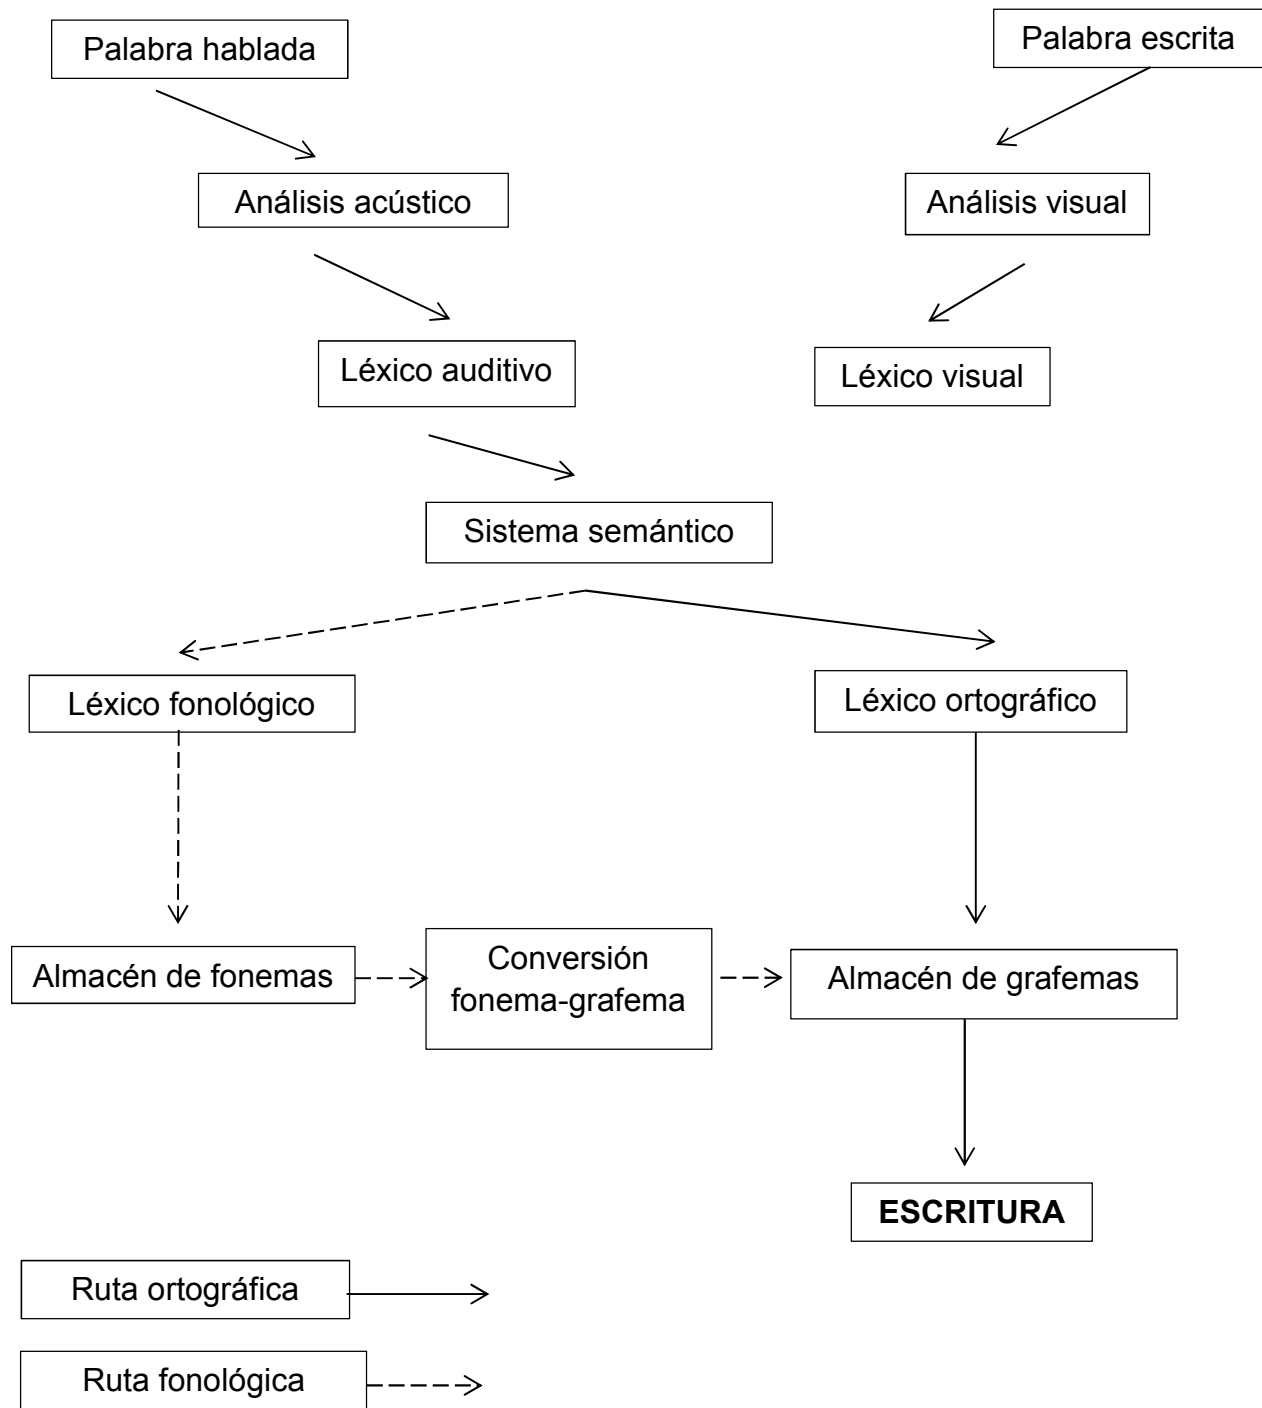 Palabra hablada
Palabra escrita
Análisis acústico
Análisis visual
Léxico auditivo
Léxico visual
Sistema semántico
Léxico fonológico
Léxico ortográfico
Almacén de fonemas
Conversión
fonema-grafema
Almacén de grafemas
ESCRITURA
Ruta ortográfica
Ruta fonológica